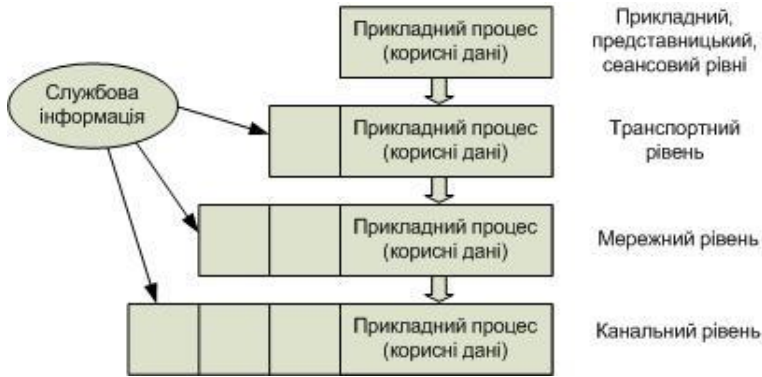 Прикладний процес
(корисні дані)
Прикладний,
представницький,
сеансовий рівні
Службова
інформація
Прикладний процес
(корисні дані)
Транспортний
рівень
Прикладний процес
(корисні дані)
Мережний рівень
Прикладний процес
(корисні дані)
Канальний рівень